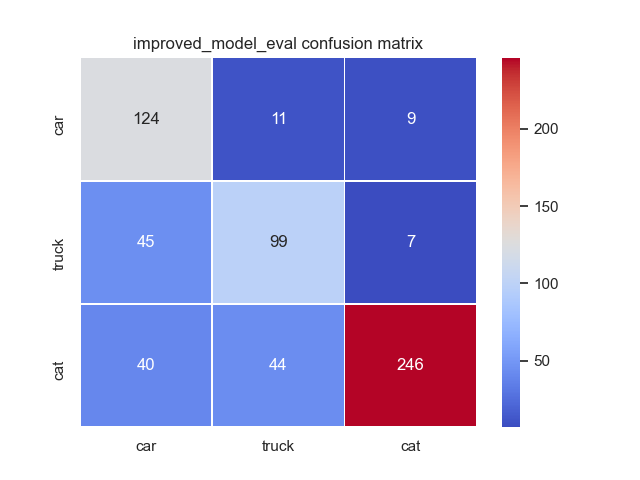 improved_model_eval confusion matrix
car
124
11
9
truck
45
99
7
cat
40
44
246
car
truck
cat
200
150
100
50